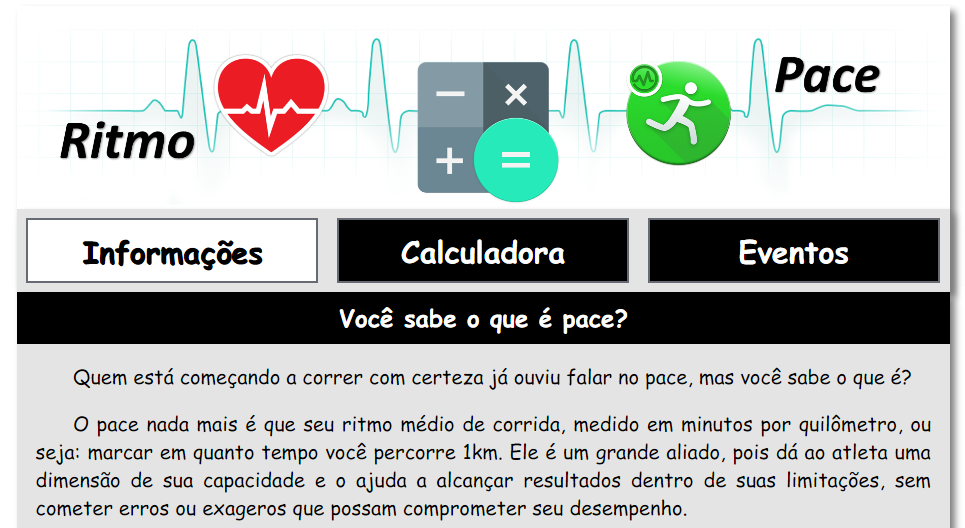 Pace
Ritmo
Informações
Calculadora
Eventos
Você sabe o que é pace?
Quem está começando a correr com certeza já ouviu falar no pace, mas você sabe o que é?
O pace nada mais é que seu ritmo médio de corrida, medido em minutos por quilômetro, ou
seja: marcar em quanto tempo você percorre 1km. Ele é um grande aliado, pois dá ao atleta uma
dimensão de sua capacidade e o ajuda a alcançar resultados dentro de suas limitações, sem
cometer erros ou exageros que possam comprometer seu desempenho.